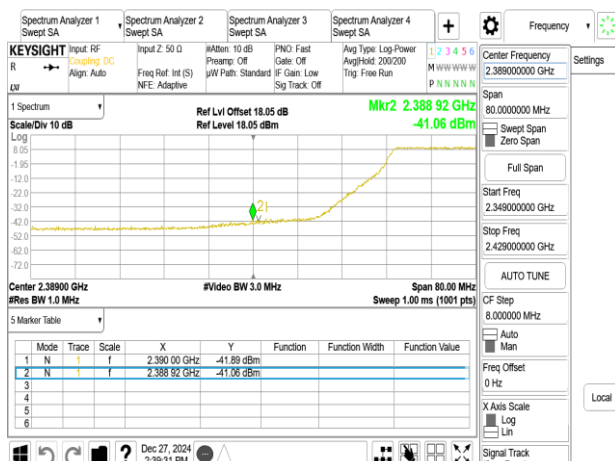 Spectrum Analyzer 1
Swept SA
Spectrum Analyzer 2
Swept SA
Spectrum Analyzer 3
Swept SA
Spectrum Analyzer 4
Swept SA
+
Frequency
KEYSIGHT
R
LXI
Input: RF
Coupling: DC
Align: Auto
Input Z: 50 Ω
Freq Ref: Int (S)
NFE: Adaptive
#Atten: 10 dB
Preamp: Off
µW Path: Standard
PNO: Fast
Gate: Off
IF Gain: Low
Sig Track: Off
Avg Type: Log-Power
Avg|Hold: 200/200
Trig: Free Run
1 2 3 4 5 6
M W W W W W
P N N N N N
1 Spectrum
Scale/Div 10 dB
Ref Lvl Offset 18.05 dB
Ref Level 18.05 dBm
Mkr2 2.388 92 GHz
-41.06 dBm
Log
8.05
-1.95
-12.0
-22.0
-32.0
-42.0
-52.0
-62.0
-72.0
2
1
Center 2.38900 GHz
#Res BW 1.0 MHz
#Video BW 3.0 MHz
Span 80.00 MHz
Sweep 1.00 ms (1001 pts)
5 Marker Table
Mode Trace Scale X Y Function Function Width Function Value
1 N 1 f 2.390 00 GHz -41.89 dBm
2 N 1 f 2.388 92 GHz -41.06 dBm
3
4
5
6
Center Frequency
2.389000000 GHz
Settings
Span
80.0000000 MHz
Swept Span
Zero Span
Full Span
Start Freq
2.349000000 GHz
Stop Freq
2.429000000 GHz
AUTO TUNE
CF Step
8.000000 MHz
Auto
Man
Freq Offset
0 Hz
Local
X Axis Scale
Log
Lin
Signal Track
?
Dec 27, 2024
2:29:31 PM